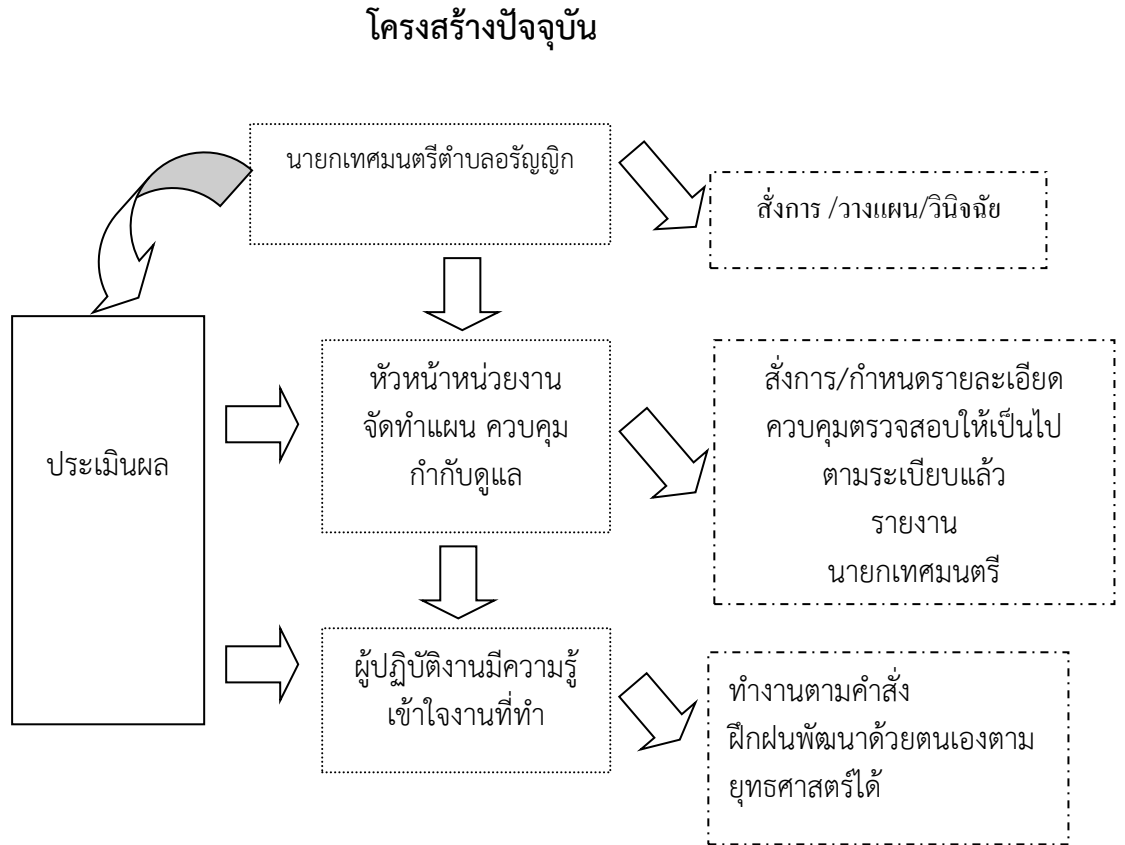 โครงสร้างปัจจุบัน
นายกเทศมนตรีตำบลอรัญญิก
สั่งการ /วางแผน/วินิจฉัย
ประเมินผล
หัวหน้าหน่วยงาน
จัดทำแผน ควบคุม
กำกับดูแล
สั่งการ/กำหนดรายละเอียด
ควบคุมตรวจสอบให้เป็นไป
ตามระเบียบแล้ว
รายงาน
นายกเทศมนตรี
ผู้ปฏิบัติงานมีความรู้
เข้าใจงานที่ทำ
ทำงานตามคำสั่ง
ฝึกฝนพัฒนาด้วยตนเองตาม
ยุทธศาสตร์ได้